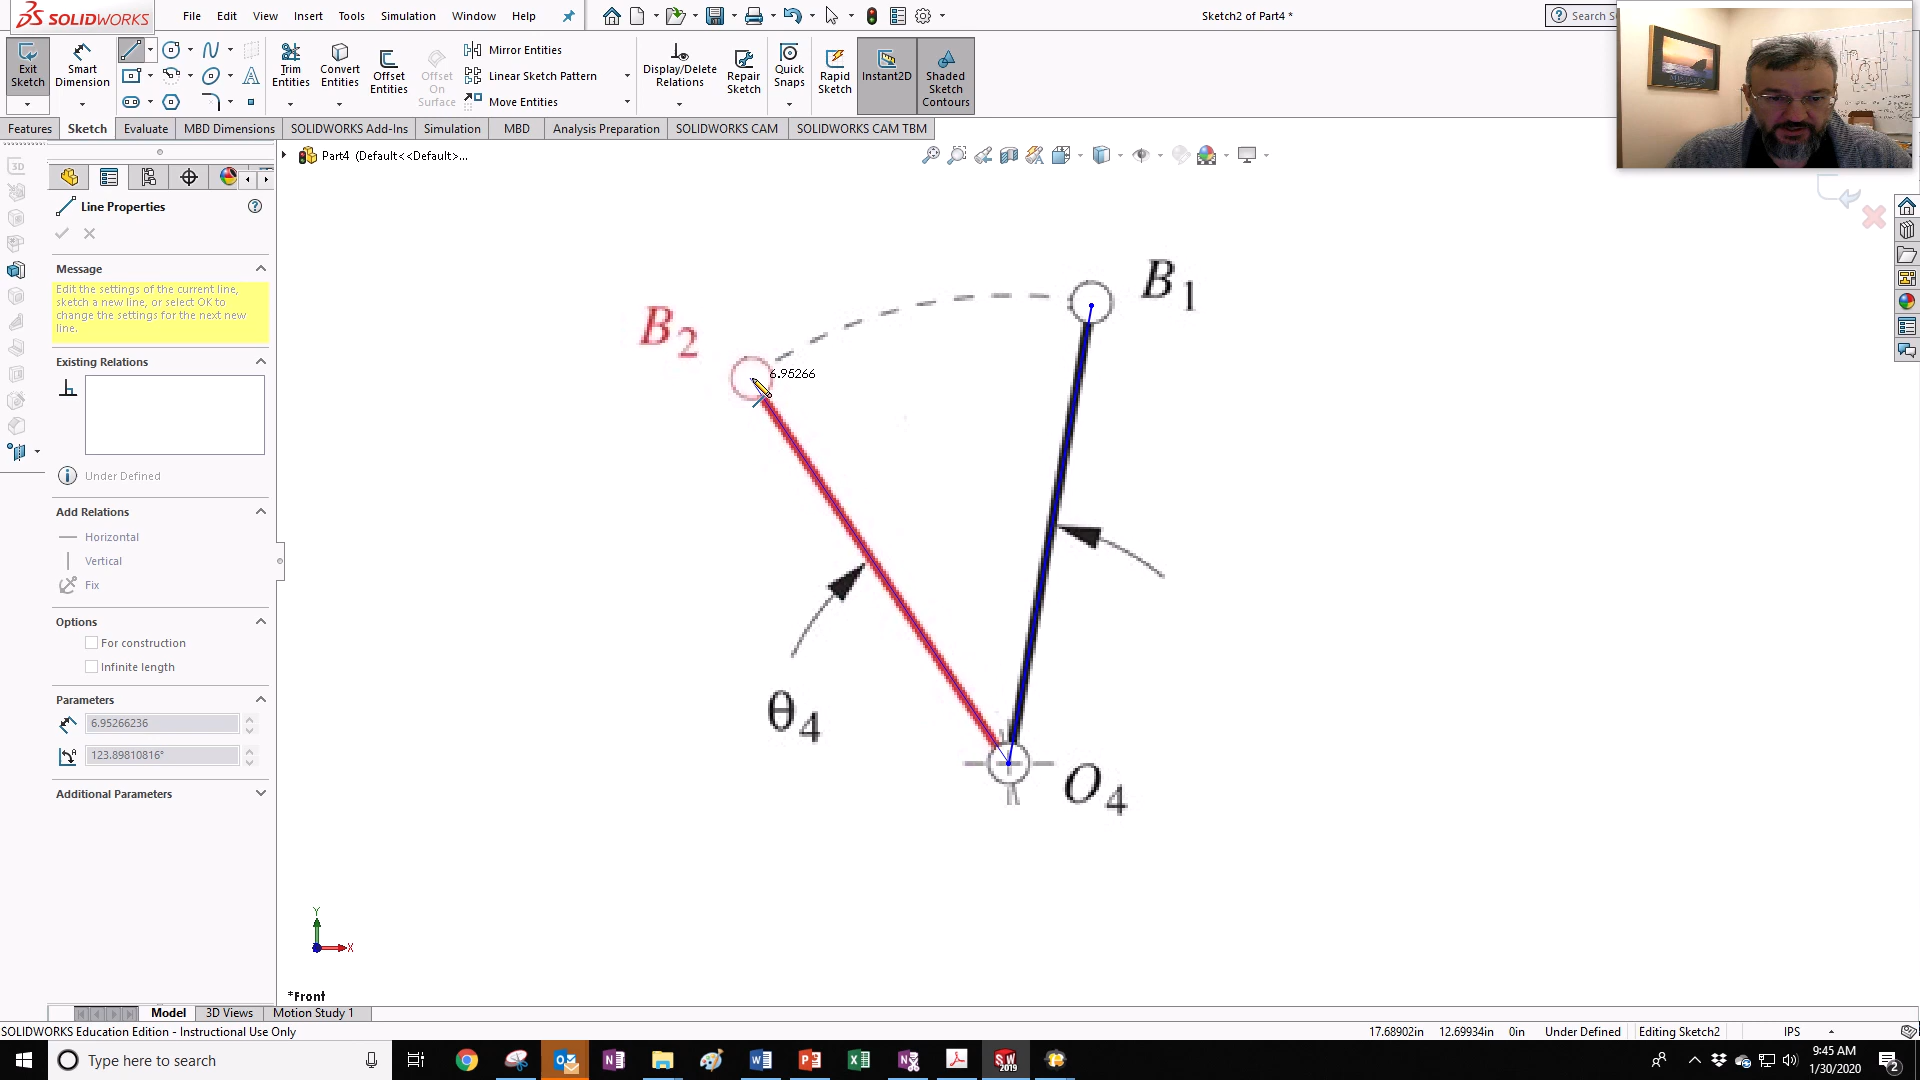 SOLIDWORKS
File Edit View Insert Tools Simulation Window Help
Sketch2 of Part4 *
Search S
Exit Sketch
Smart Dimension
Trim Entities
Convert Entities
Offset Entities
Offset On Surface
Mirror Entities
Linear Sketch Pattern
Move Entities
Display/Delete Relations
Repair Sketch
Quick Snaps
Rapid Sketch
Instant2D
Shaded Sketch Contours
Features Sketch Evaluate MBD Dimensions SOLIDWORKS Add-Ins Simulation MBD Analysis Preparation SOLIDWORKS CAM SOLIDWORKS CAM TBM
Part4 (Default<<Default>...
Line Properties
Message
Edit the settings of the current line,
sketch a new line, or select OK to
change the settings for the next new
line.
Existing Relations
Under Defined
Add Relations
Horizontal
Vertical
Fix
Options
For construction
Infinite length
Parameters
6.95266236
123.89810816°
Additional Parameters
B1
B2
6.95266
θ4
O4
Y
X
*Front
Model 3D Views Motion Study 1
SOLIDWORKS Education Edition - Instructional Use Only
17.68902in 12.69934in 0in Under Defined Editing Sketch2 IPS
Type here to search
9:45 AM
1/30/2020
2